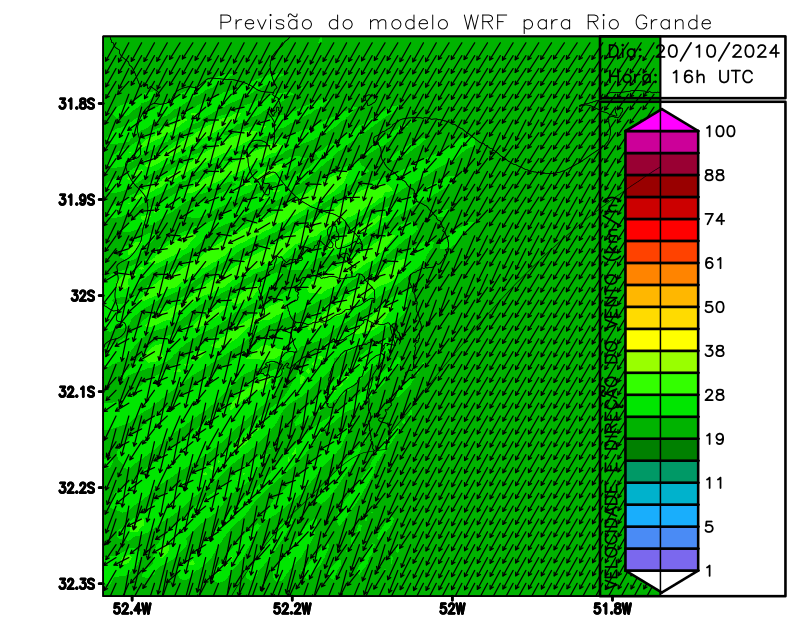 Previsão do modelo WRF para Rio Grande
Dia: 20/10/2024
Hora: 16h UTC
31.8S
31.9S
32S
32.1S
32.2S
32.3S
52.4W
52.2W
52W
51.8W
VELOCIDADE E DIREÇÃO DO VENTO (km/h)
100
88
74
61
50
38
28
19
11
5
1